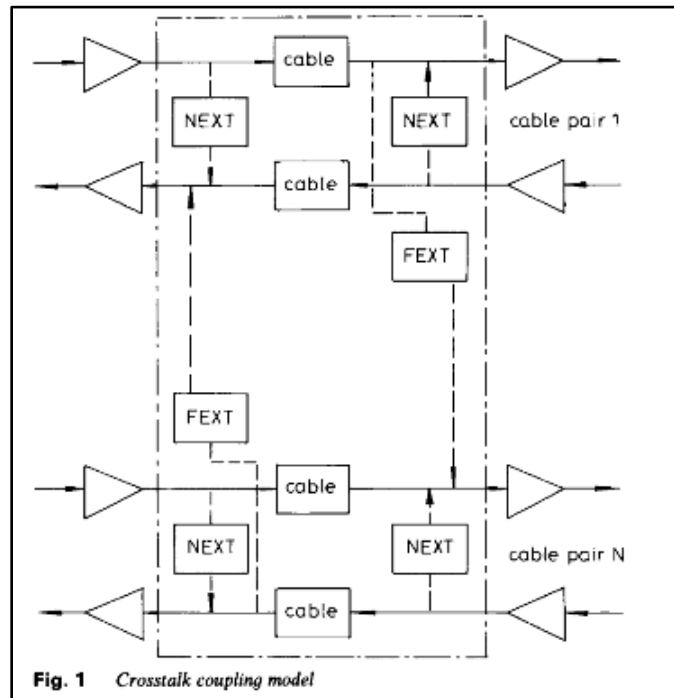 cable
NEXT
NEXT
cable pair 1
cable
FEXT
FEXT
cable
NEXT
NEXT
cable pair N
cable
Fig. 1 Crosstalk coupling model